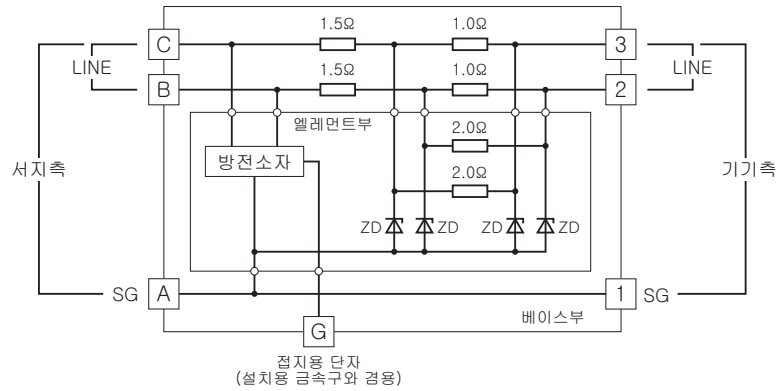 C
1.5Ω
1.0Ω
3
LINE
1.5Ω
1.0Ω
LINE
B
2
엘레먼트부
2.0Ω
방전소자
서지측
2.0Ω
기기측
ZD
ZD
ZD
ZD
SG
A
1
SG
베이스부
G
접지용 단자
(설치용 금속구와 겸용)